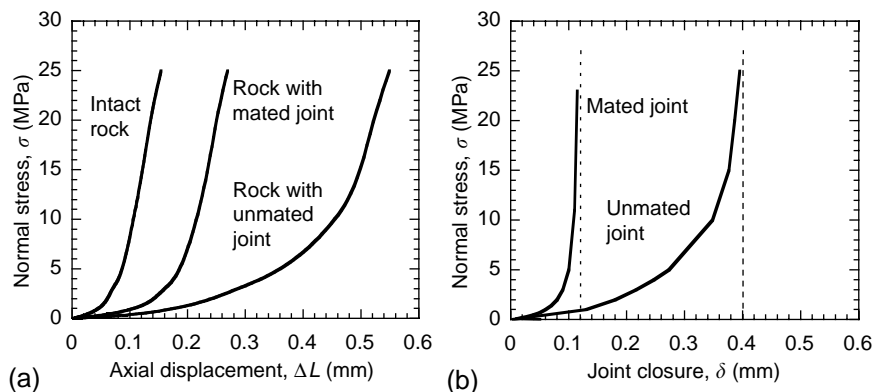 30
25
20
15
10
5
0
Normal stress, σ (MPa)
Intact
rock
Rock with
mated joint
Rock with
unmated
joint
0 0.1 0.2 0.3 0.4 0.5 0.6
(a) Axial displacement, ΔL (mm)
30
25
20
15
10
5
0
Normal stress, σ (MPa)
Mated joint
Unmated
joint
0 0.1 0.2 0.3 0.4 0.5 0.6
(b) Joint closure, δ (mm)